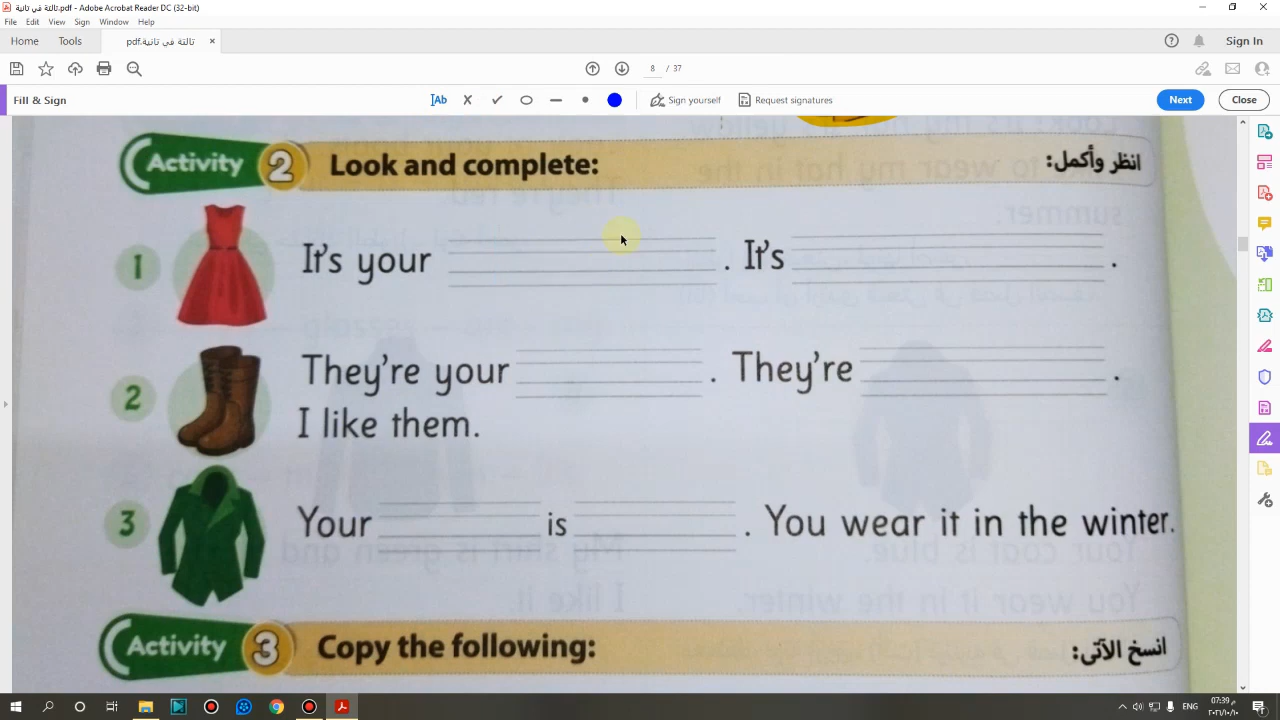 تالتة في تانية.pdf - Adobe Acrobat Reader DC (32-bit)
File Edit View Sign Window Help
Home Tools تالتة في تانية.pdf × Sign In
8 / 37
Fill & Sign Sign yourself Request signatures Next Close
Activity 2 Look and complete: انظر وأكمل:
1 It's your . It's .
2 They're your . They're .
I like them.
3 Your is . You wear it in the winter.
Activity 3 Copy the following: انسخ الآتى:
ENG
07:39 م